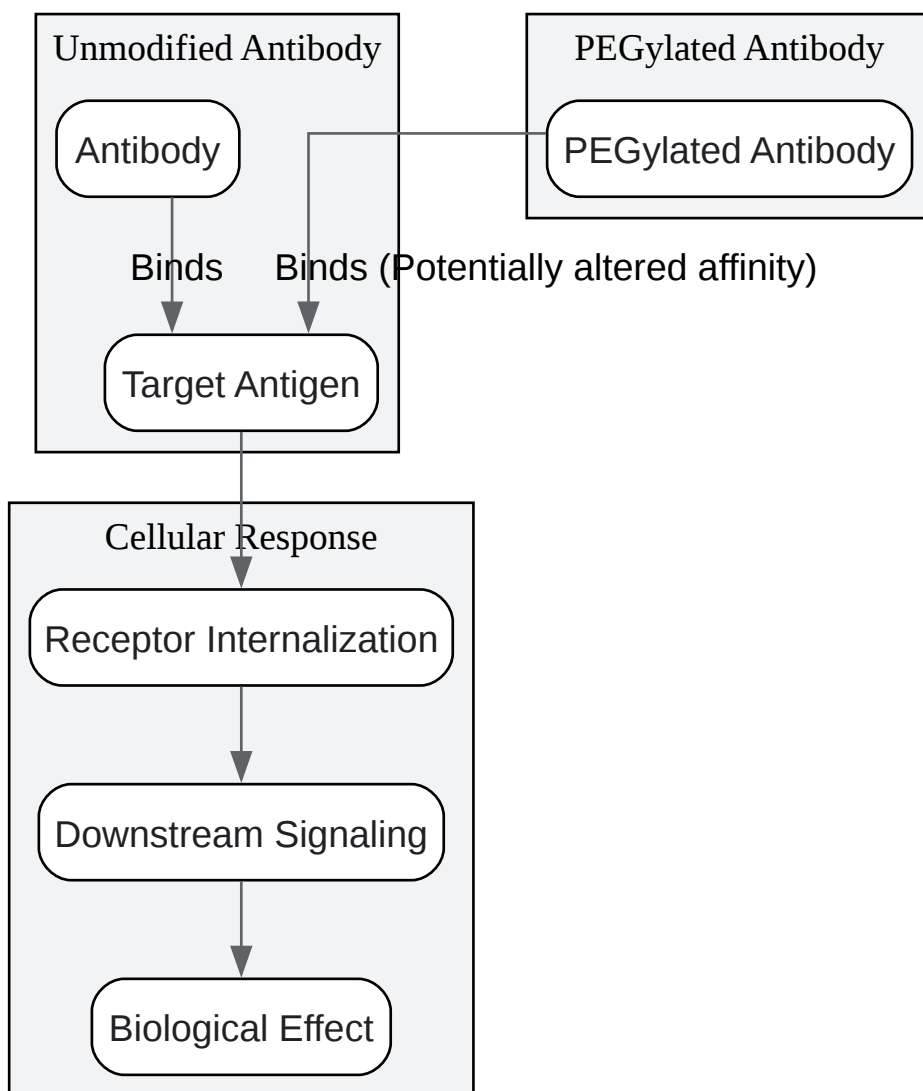 Unmodified Antibody
PEGylated Antibody
Antibody
PEGylated Antibody
Binds
Binds (Potentially altered affinity)
Target Antigen
Cellular Response
Receptor Internalization
Downstream Signaling
Biological Effect